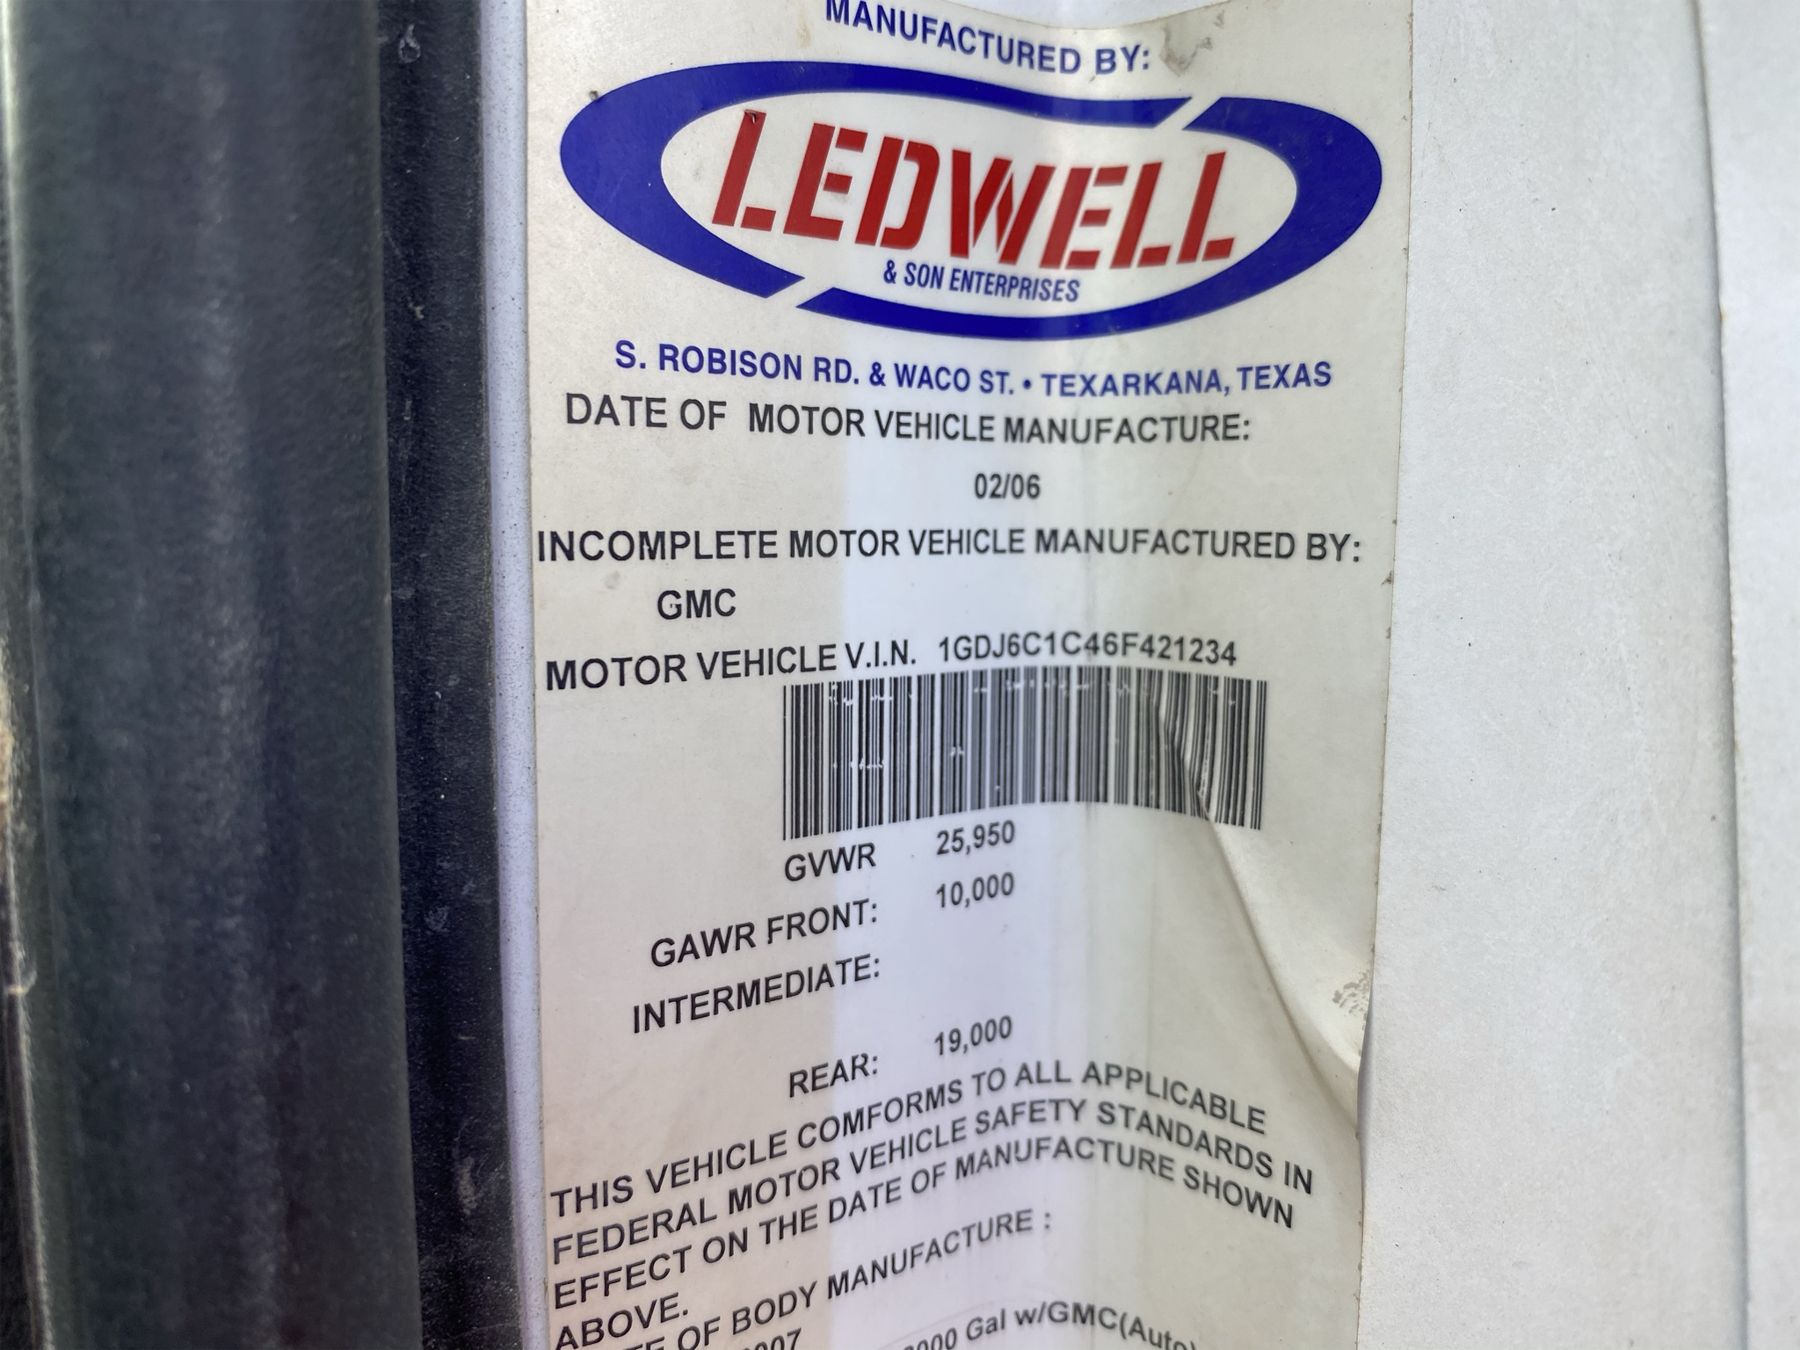 MANUFACTURED BY:
LEDWELL
& SON ENTERPRISES
S. ROBISON RD. & WACO ST. • TEXARKANA, TEXAS
DATE OF MOTOR VEHICLE MANUFACTURE:
02/06
INCOMPLETE MOTOR VEHICLE MANUFACTURED BY:
GMC
MOTOR VEHICLE V.I.N. 1GDJ6C1C46F421234
GVWR 25,950
GAWR FRONT: 10,000
INTERMEDIATE:
REAR: 19,000
THIS VEHICLE COMFORMS TO ALL APPLICABLE
FEDERAL MOTOR VEHICLE SAFETY STANDARDS IN
EFFECT ON THE DATE OF MANUFACTURE SHOWN
ABOVE.
OF BODY MANUFACTURE :
Gal w/GMC(Auto)